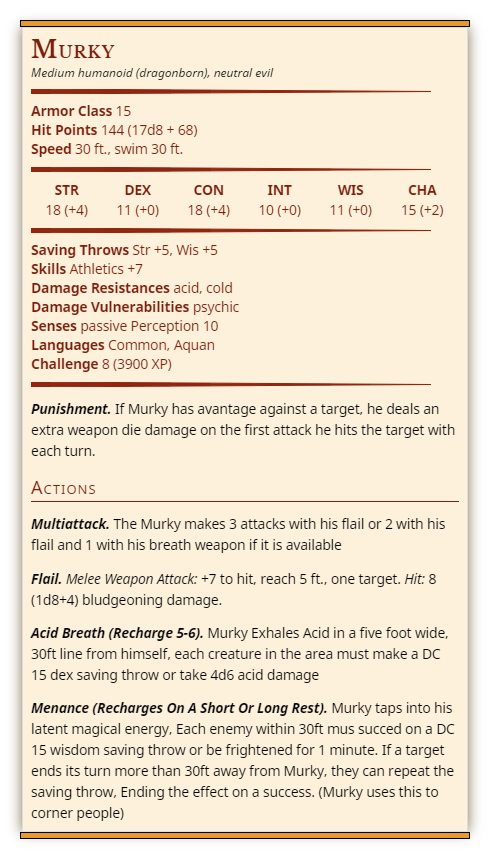 Murky
Medium humanoid (dragonborn), neutral evil
Armor Class 15
Hit Points 144 (17d8 + 68)
Speed 30 ft., swim 30 ft.
STR DEX CON INT WIS CHA
18 (+4) 11 (+0) 18 (+4) 10 (+0) 11 (+0) 15 (+2)
Saving Throws Str +5, Wis +5
Skills Athletics +7
Damage Resistances acid, cold
Damage Vulnerabilities psychic
Senses passive Perception 10
Languages Common, Aquan
Challenge 8 (3900 XP)
Punishment. If Murky has avantage against a target, he deals an
extra weapon die damage on the first attack he hits the target with
each turn.
Actions
Multiattack. The Murky makes 3 attacks with his flail or 2 with his
flail and 1 with his breath weapon if it is available
Flail. Melee Weapon Attack: +7 to hit, reach 5 ft., one target. Hit: 8
(1d8+4) bludgeoning damage.
Acid Breath (Recharge 5-6). Murky Exhales Acid in a five foot wide,
30ft line from himself, each creature in the area must make a DC
15 dex saving throw or take 4d6 acid damage
Menance (Recharges On A Short Or Long Rest). Murky taps into his
latent magical energy, Each enemy within 30ft mus succed on a DC
15 wisdom saving throw or be frightened for 1 minute. If a target
ends its turn more than 30ft away from Murky, they can repeat the
saving throw, Ending the effect on a success. (Murky uses this to
corner people)